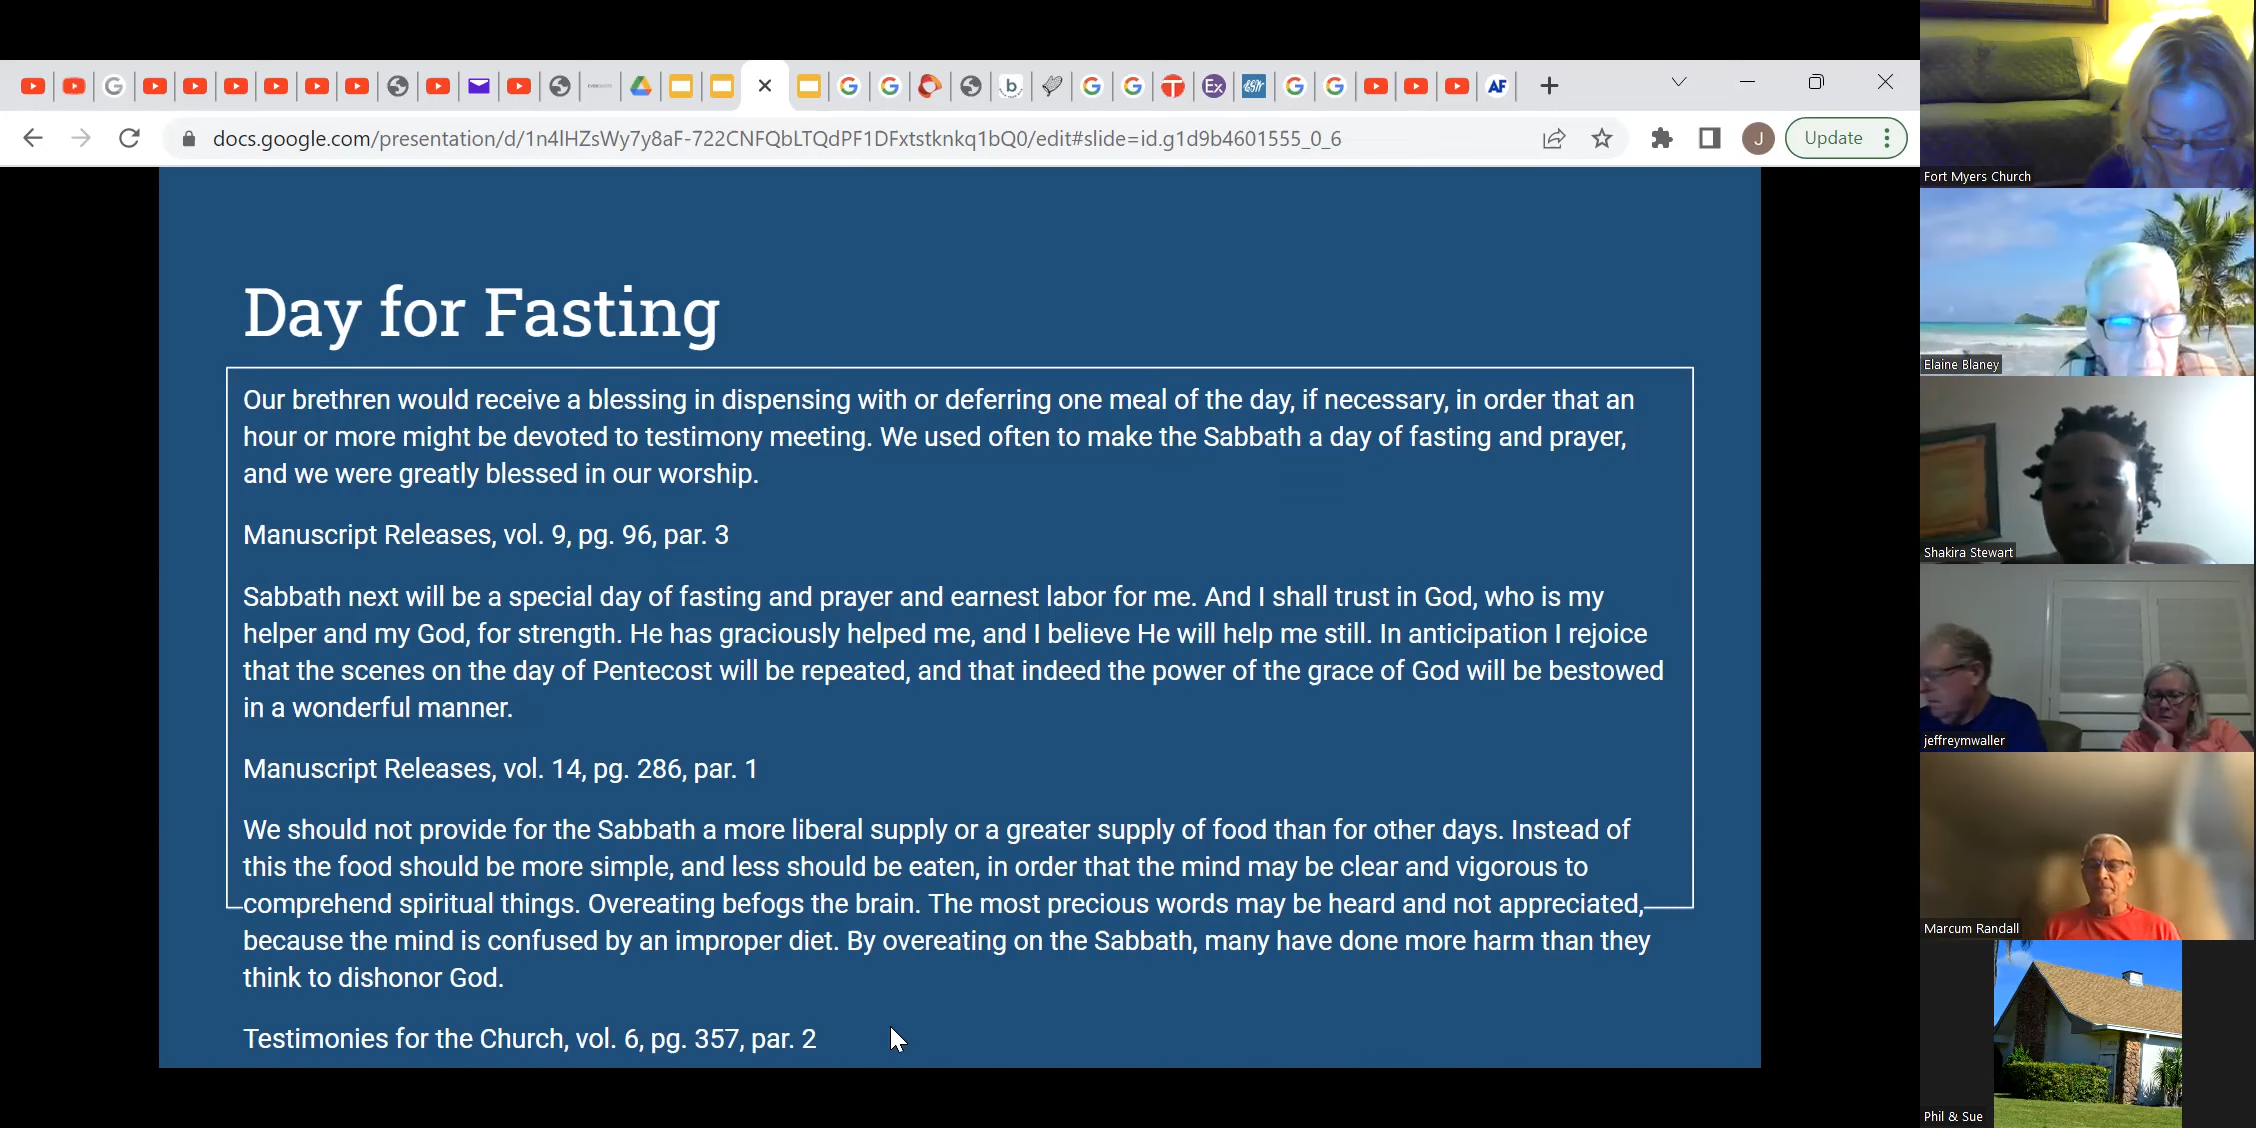 docs.google.com/presentation/d/1n4lHZsWy7y8aF-722CNFQbLTQdPF1DFxtstknkq1bQ0/edit#slide=id.g1d9b4601555_0_6
J
Update
Ex
AF
b
Day for Fasting
Our brethren would receive a blessing in dispensing with or deferring one meal of the day, if necessary, in order that an
hour or more might be devoted to testimony meeting. We used often to make the Sabbath a day of fasting and prayer,
and we were greatly blessed in our worship.
Manuscript Releases, vol. 9, pg. 96, par. 3
Sabbath next will be a special day of fasting and prayer and earnest labor for me. And I shall trust in God, who is my
helper and my God, for strength. He has graciously helped me, and I believe He will help me still. In anticipation I rejoice
that the scenes on the day of Pentecost will be repeated, and that indeed the power of the grace of God will be bestowed
in a wonderful manner.
Manuscript Releases, vol. 14, pg. 286, par. 1
We should not provide for the Sabbath a more liberal supply or a greater supply of food than for other days. Instead of
this the food should be more simple, and less should be eaten, in order that the mind may be clear and vigorous to
comprehend spiritual things. Overeating befogs the brain. The most precious words may be heard and not appreciated,
because the mind is confused by an improper diet. By overeating on the Sabbath, many have done more harm than they
think to dishonor God.
Testimonies for the Church, vol. 6, pg. 357, par. 2
Fort Myers Church
Elaine Blaney
Shakira Stewart
jeffreymwaller
Marcum Randall
Phil & Sue